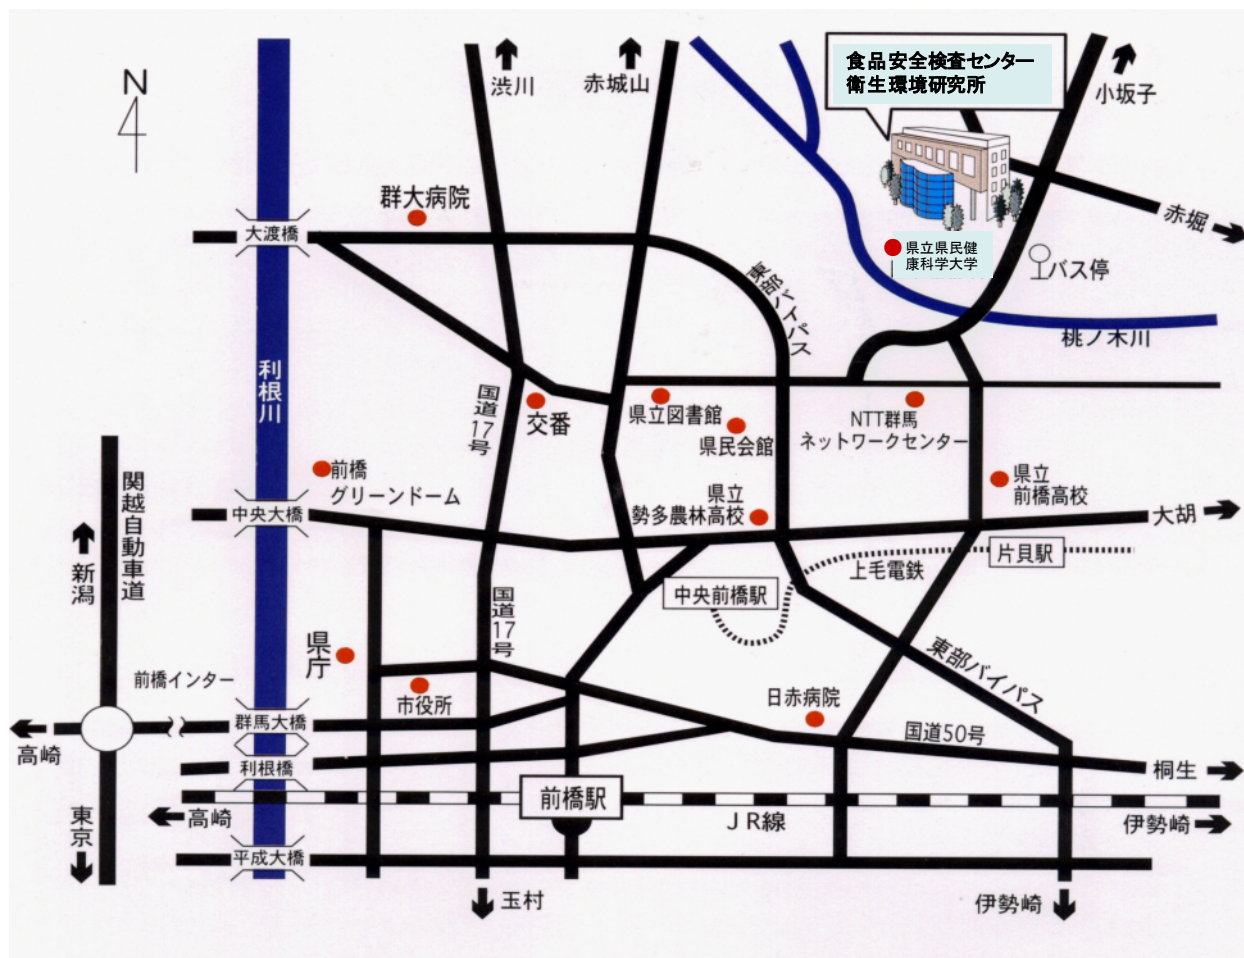 N
渋川
赤城山
食品安全検査センター
衛生環境研究所
小坂子
群大病院
大渡橋
赤堀
県立県民健
康科学大学
バス停
東部バイパス
桃ノ木川
利根川
国道17号
交番
県立図書館
県民会館
NTT群馬
ネットワークセンター
前橋
グリーンドーム
県立
前橋高校
県立
勢多農林高校
関越自動車道
中央大橋
大胡
新潟
片貝駅
上毛電鉄
中央前橋駅
国道17号
県庁
東部バイパス
前橋インター
市役所
日赤病院
群馬大橋
国道50号
高崎
利根橋
桐生
前橋駅
高崎
JR線
伊勢崎
東京
平成大橋
玉村
伊勢崎